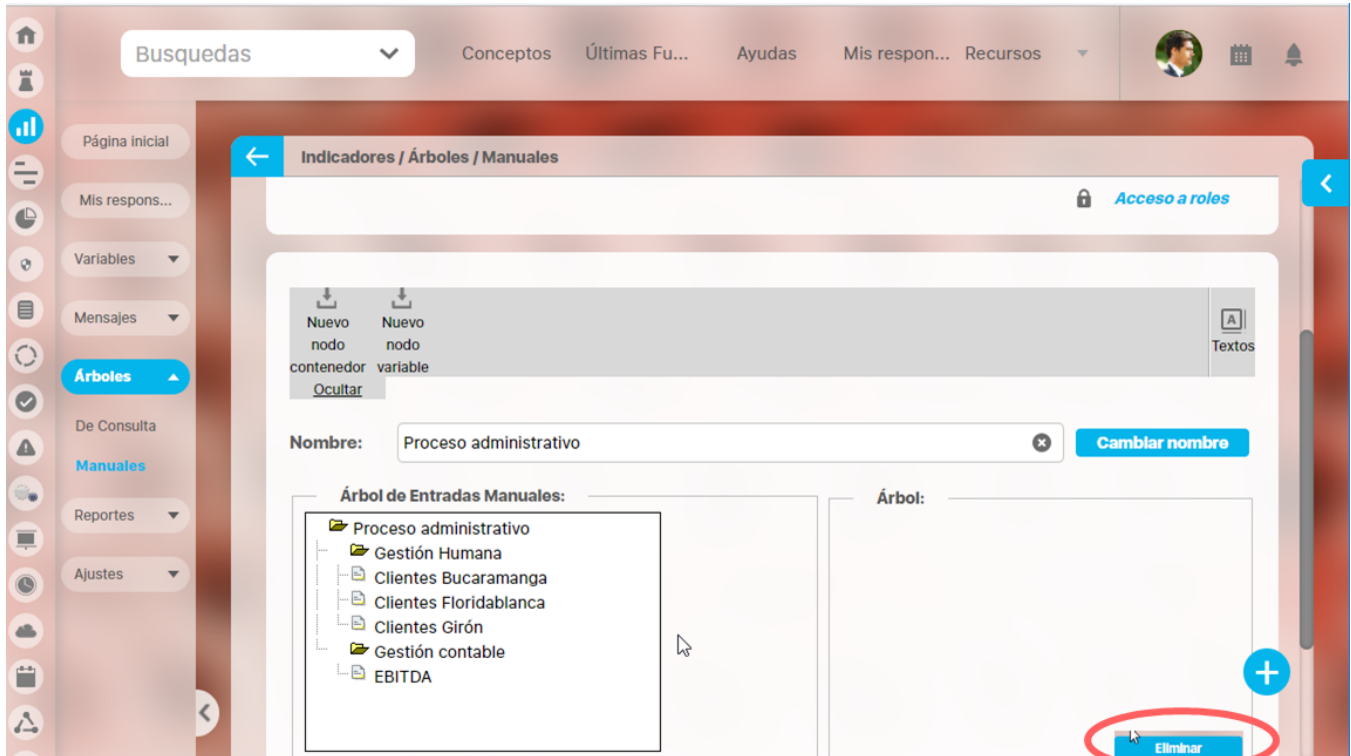 Busquedas
Conceptos
Últimas Fu...
Ayudas
Mis respon...
Recursos
Página inicial
Mis respons...
Variables
Mensajes
Árboles
De Consulta
Manuales
Reportes
Ajustes
Indicadores / Árboles / Manuales
Acceso a roles
Nuevo
nodo
contenedor
Nuevo
nodo
variable
Ocultar
A
Textos
Nombre:
Proceso administrativo
Cambiar nombre
Árbol de Entradas Manuales:
Proceso administrativo
Gestión Humana
Clientes Bucaramanga
Clientes Floridablanca
Clientes Girón
Gestión contable
EBITDA
Árbol:
Eliminar